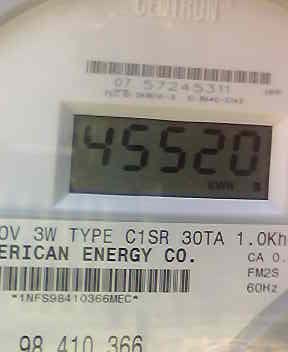 CENTRON
07 57245311
45520
KWH
0V 3W TYPE C1SR 30TA 1.0Kh
ERICAN ENERGY CO. CA 0.
FM2S
*1NFS98410366MEC* 60Hz
98 410 366